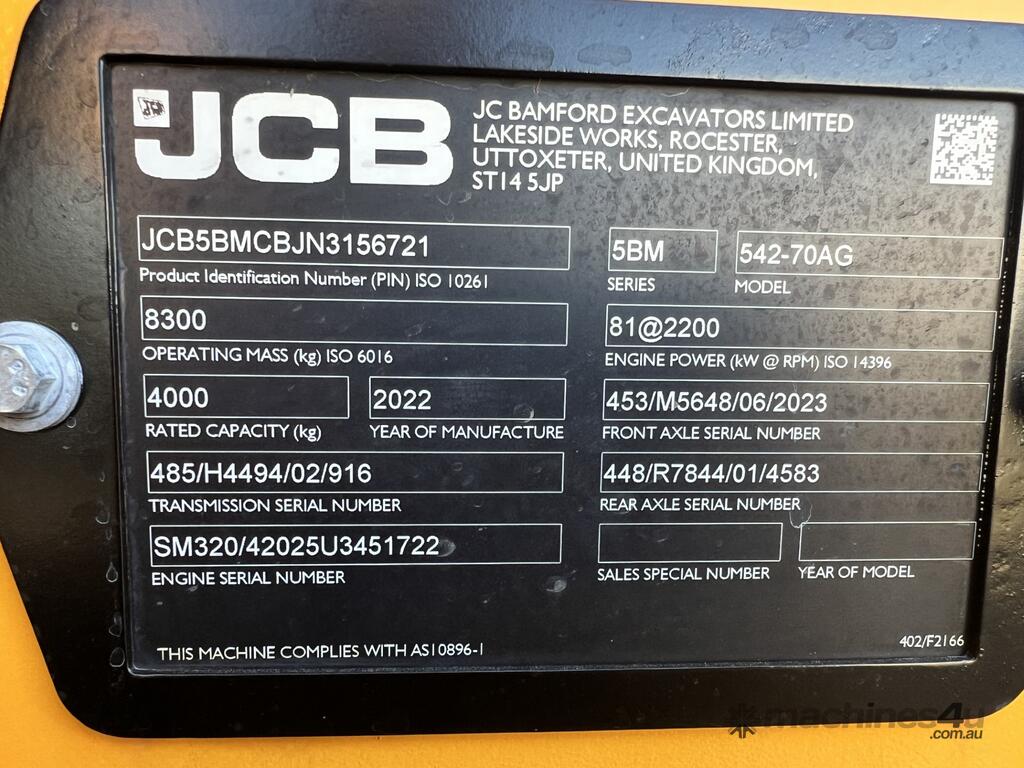 JCB
JC BAMFORD EXCAVATORS LIMITED
LAKESIDE WORKS, ROCESTER,
UTTOXETER, UNITED KINGDOM,
ST14 5JP
JCB5BMCBJN3156721
Product Identification Number (PIN) ISO 10261
5BM
SERIES
542-70AG
MODEL
8300
OPERATING MASS (kg) ISO 6016
81@2200
ENGINE POWER (kW @ RPM) ISO 14396
4000
RATED CAPACITY (kg)
2022
YEAR OF MANUFACTURE
453/M5648/06/2023
FRONT AXLE SERIAL NUMBER
485/H4494/02/916
TRANSMISSION SERIAL NUMBER
448/R7844/01/4583
REAR AXLE SERIAL NUMBER
SM320/42025U3451722
ENGINE SERIAL NUMBER
SALES SPECIAL NUMBER
YEAR OF MODEL
THIS MACHINE COMPLIES WITH AS10896-1
402/F2166
machines4u
.com.au